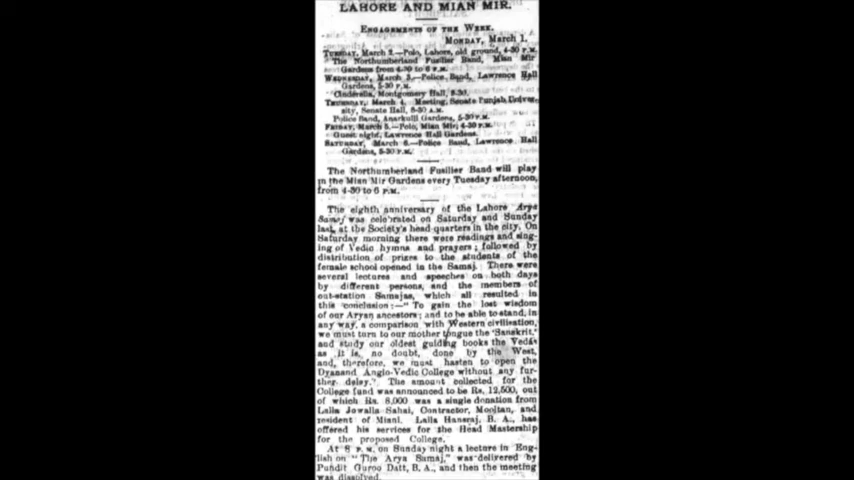 LAHORE AND MIAN MIR.
ENGAGEMENTS OF THE WEEK.
MONDAY, March 1.
TUESDAY, March 2.—Polo, Lahore, old ground, 4-30 P.M.
The Northumberland Fusilier Band, Mian Mir
Gardens from 4-30 to 6 P.M.
WEDNESDAY, March 3.—Police Band, Lawrence Hall
Gardens, 5-30 P.M.
Cinderella, Montgomery Hall, 8-30.
THURSDAY, March 4. Meeting, Senate Punjab Univer-
sity, Senate Hall, 8-30 A.M.
Police Band, Anarkulli Gardens, 5-30 P.M.
FRIDAY, March 5.—Polo, Mian Mir, 4-30 P.M.
Guest night, Lawrence Hall Gardens.
SATURDAY, March 6.—Police Band, Lawrence Hall
Gardens, 5-30 P.M.
The Northumberland Fusilier Band will play
in the Mian Mir Gardens every Tuesday afternoon,
from 4-30 to 6 P.M.
The eighth anniversary of the Lahore Arya
Samaj was celebrated on Saturday and Sunday
last, at the Society's head-quarters in the city. On
Saturday morning there were readings and sing-
ing of Vedic hymns and prayers; followed by
distribution of prizes to the students of the
female school opened in the Samaj. There were
several lectures and speeches on both days
by different persons, and the members of
out-station Samajas, which all resulted in
this conclusion:—"To gain the lost wisdom
of our Aryan ancestors; and to be able to stand, in
any way, a comparison with Western civilisation,
we must turn to our mother tongue the 'Sanskrit,'
and study our oldest guiding books the Vedas
as it is, no doubt, done by the West,
and, therefore, we must hasten to open the
Dyanand Anglo-Vedic College without any fur-
ther delay." The amount collected for the
College fund was announced to be Rs. 12,500, out
of which Rs. 8,000 was a single donation from
Lalla Jowalla Sahai, Contractor, Mooltan, and
resident of Miani. Lalla Hansraj, B. A., has
offered his services for the Head Mastership
for the proposed College.
At 8 P.M. on Sunday night a lecture in Eng-
lish on "The Arya Samaj," was delivered by
Pundit Guroo Datt, B. A., and then the meeting
was dissolved.